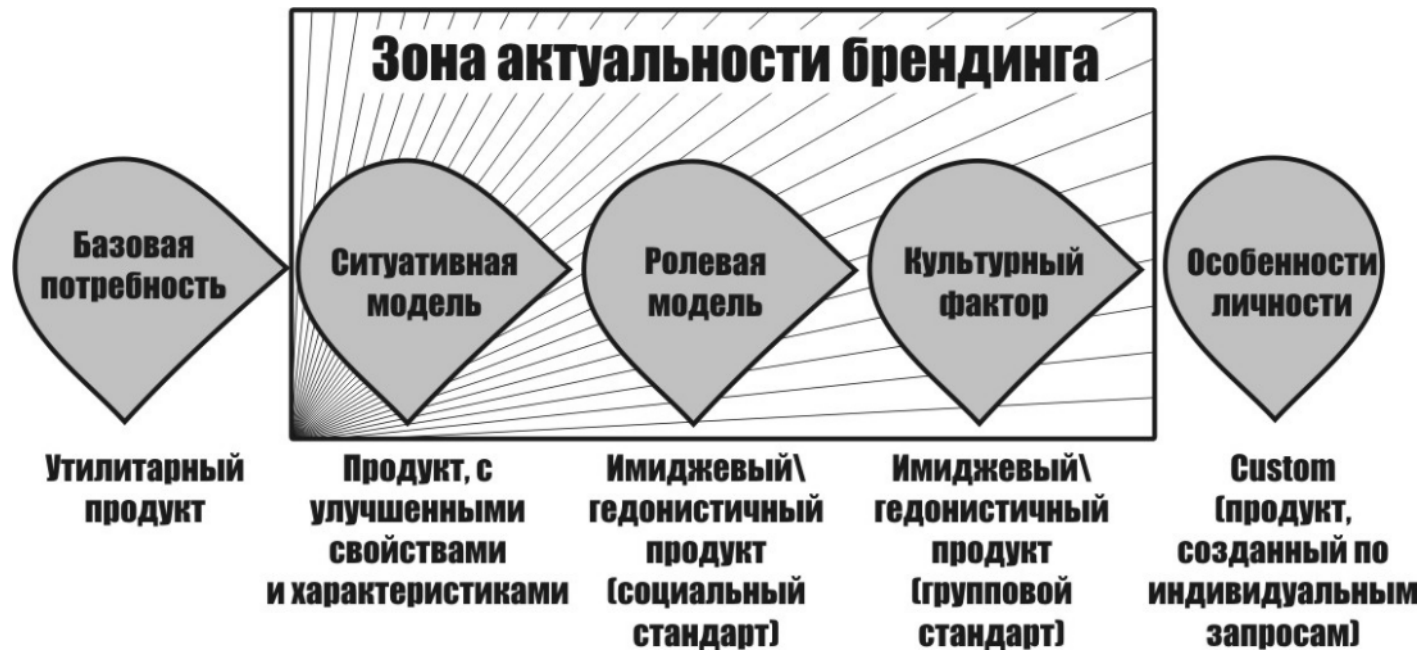 Зона актуальности брендинга
Базовая
потребность
Ситуативная
модель
Ролевая
модель
Культурный
фактор
Особенности
личности
Утилитарный
продукт
Продукт, с
улучшенными
свойствами
и характеристиками
Имиджевый\
гедонистичный
продукт
(социальный
стандарт)
Имиджевый\
гедонистичный
продукт
(групповой
стандарт)
Custom
(продукт,
созданный по
индивидуальным
запросам)